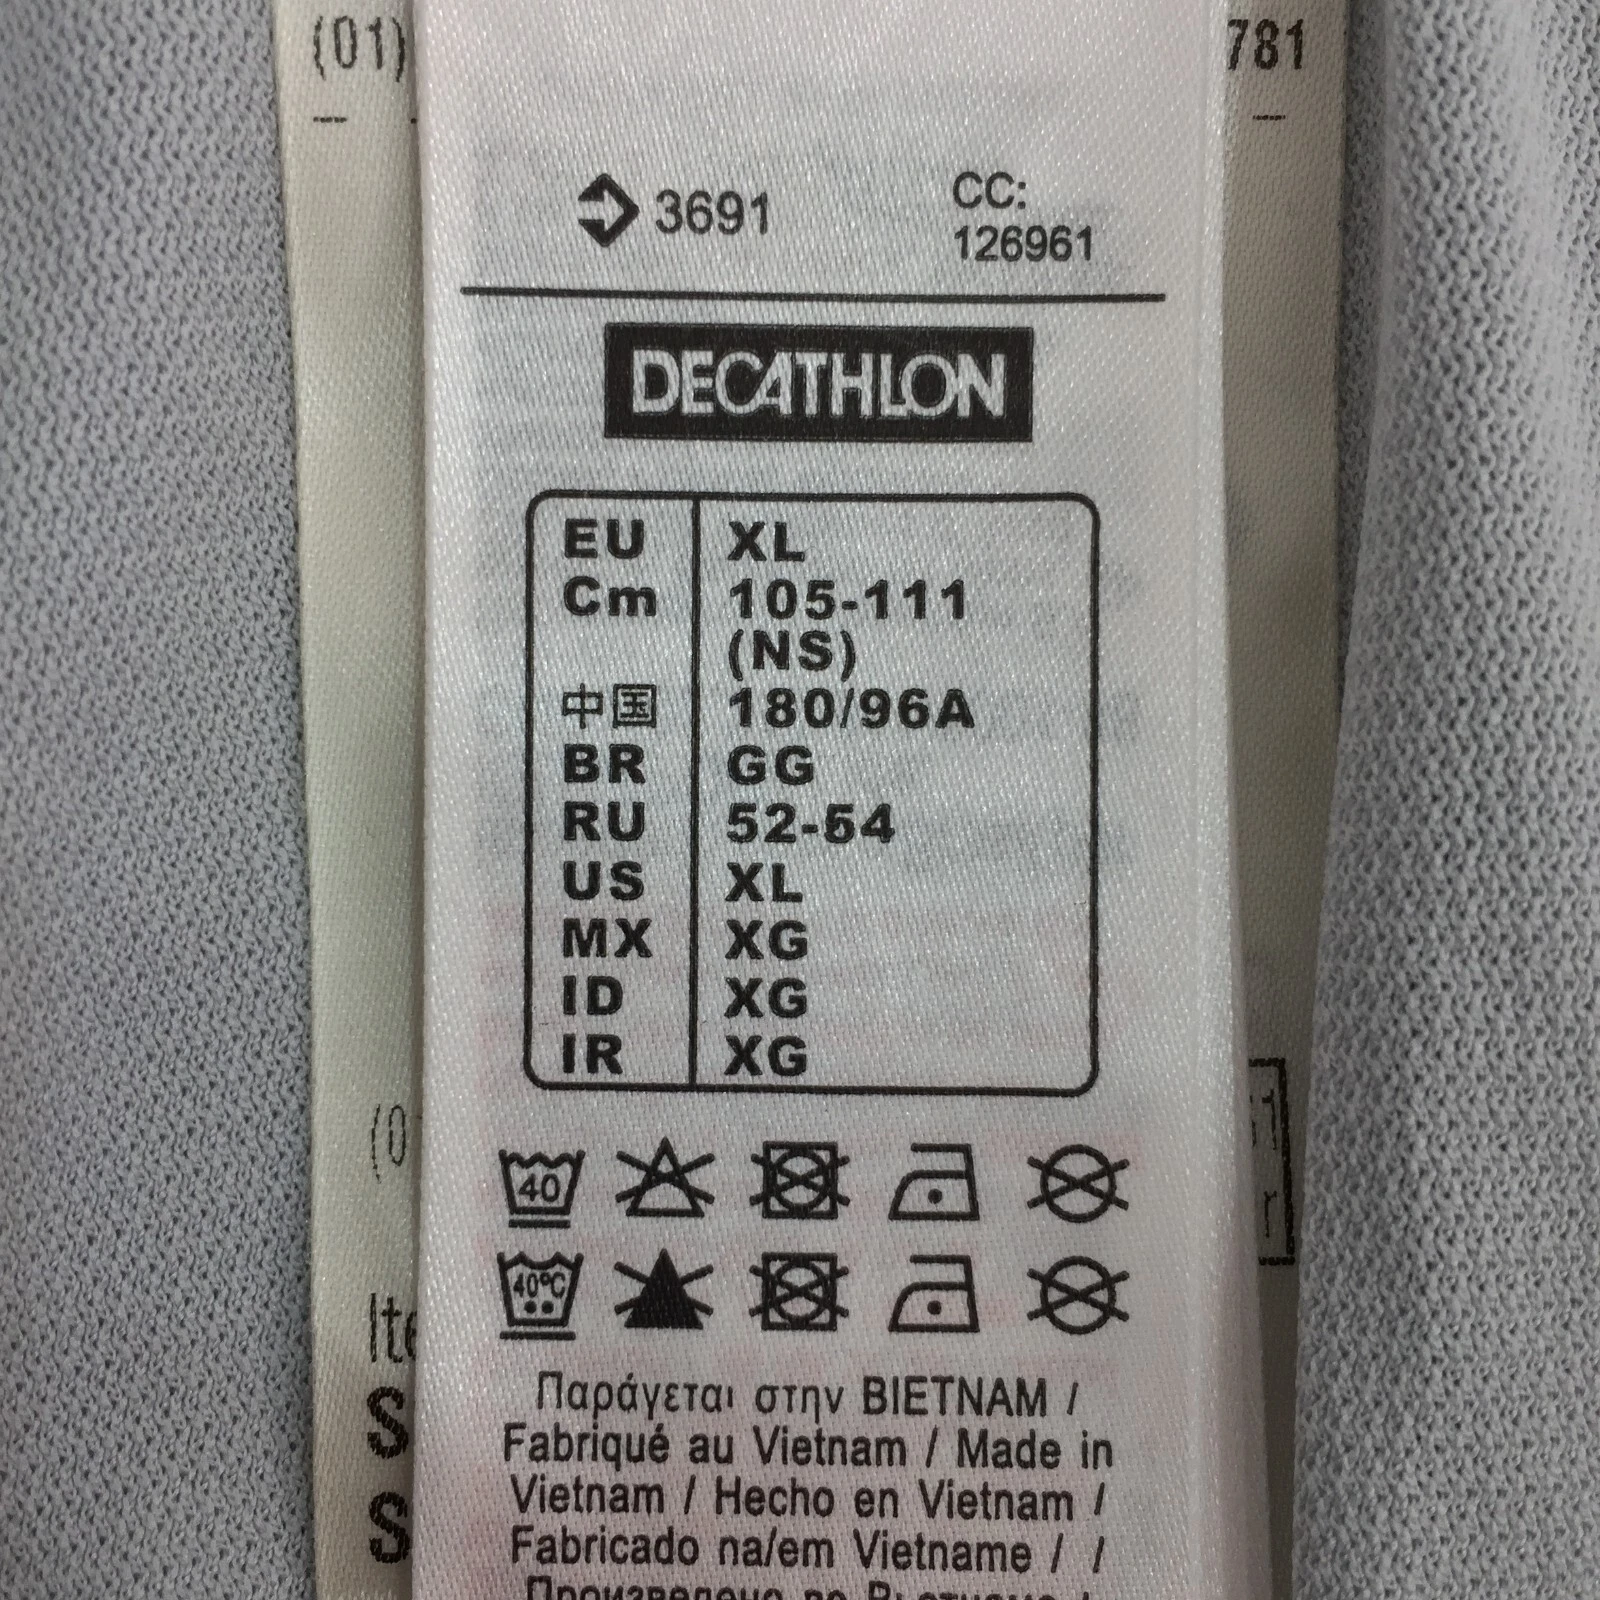 (01)
781
3691
CC:
126961
DECATHLON
EU XL
Cm 105-111
(NS)
中国 180/96A
BR GG
RU 52-54
US XL
MX XG
ID XG
IR XG
40
40°C
Παράγεται στην ΒΙΕΤΝΑΜ /
Fabriqué au Vietnam / Made in
Vietnam / Hecho en Vietnam /
Fabricado na/em Vietname / /